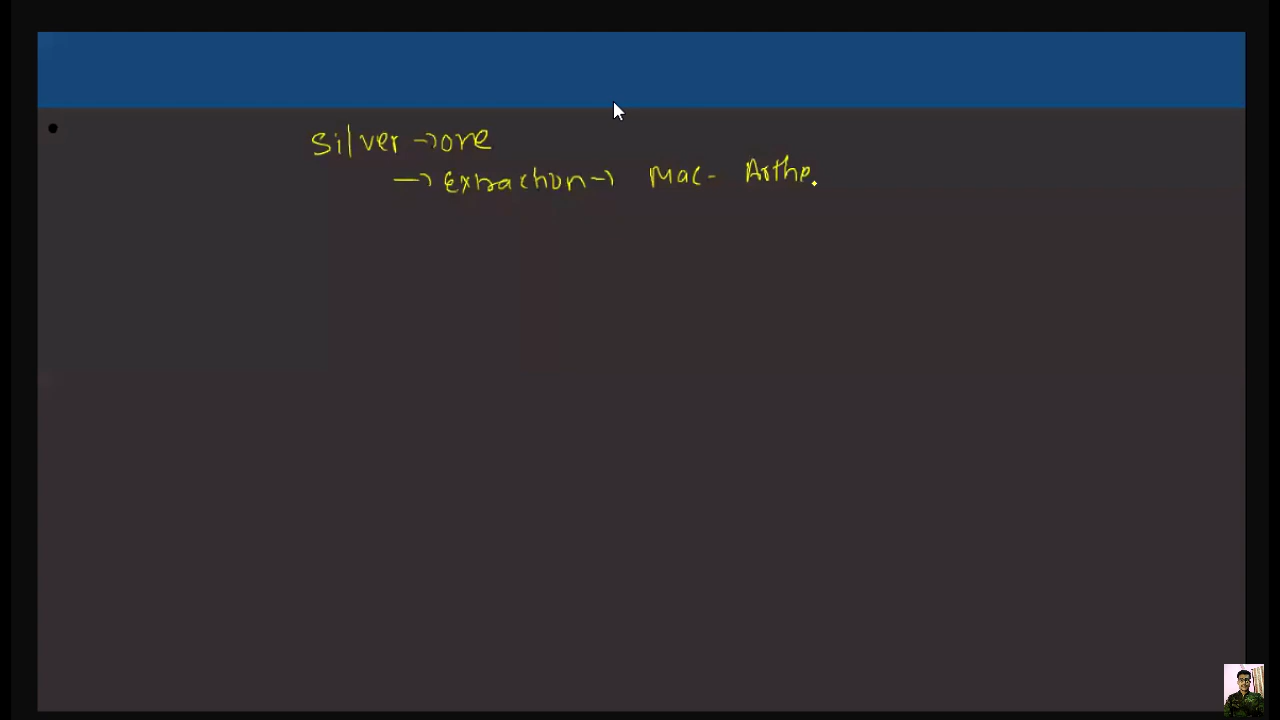 Silver → ore
→ Extraction → Mac- Arthe